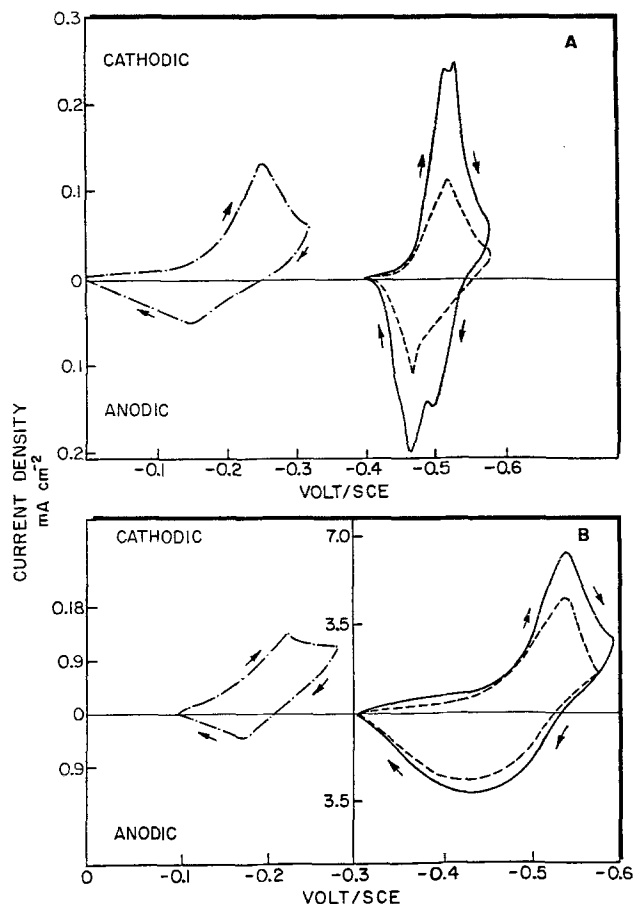 0.3
A
CATHODIC
0.2
0.1
0
0.1
ANODIC
0.2
-0.1 -0.2 -0.3 -0.4 -0.5 -0.6
VOLT/SCE
CURRENT DENSITY
mA cm-2
CATHODIC
7.0
B
0.18
3.5
0.9
0
0.9
3.5
ANODIC
0 -0.1 -0.2 -0.3 -0.4 -0.5 -0.6
VOLT/SCE